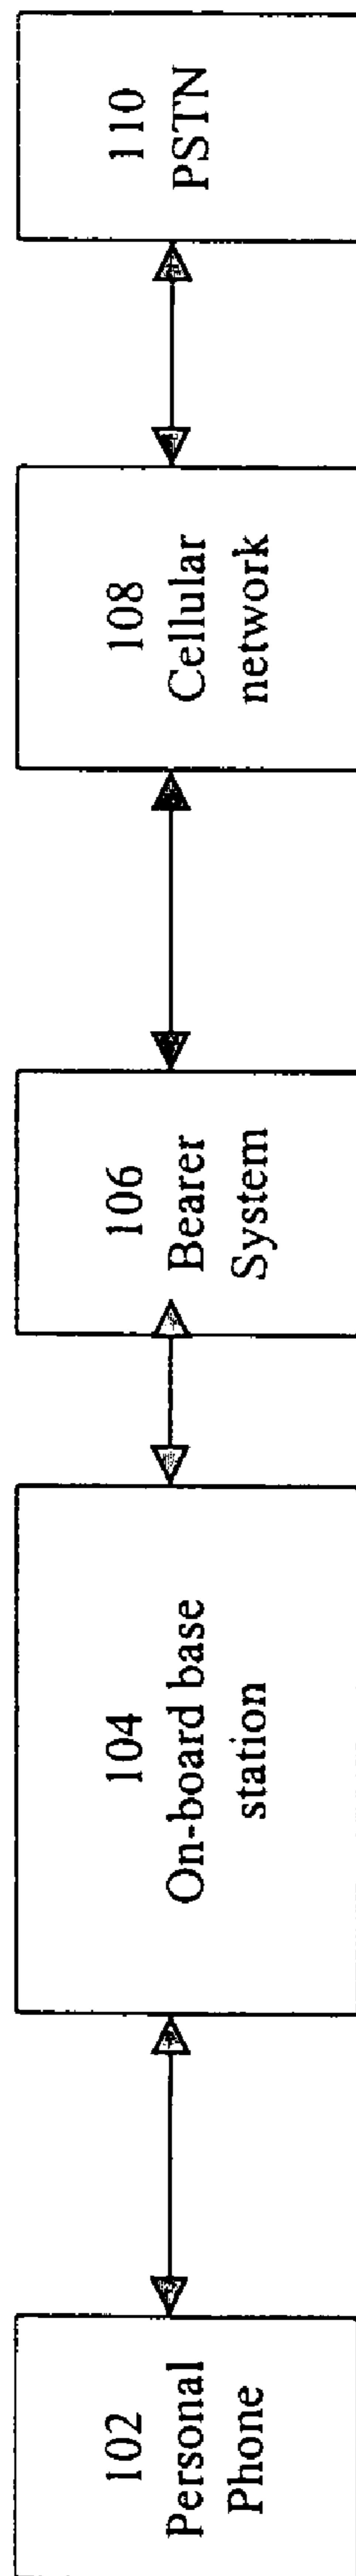 102
Personal
Phone
104
On-board base
station
106
Bearer
System
108
Cellular
network
110
PSTN